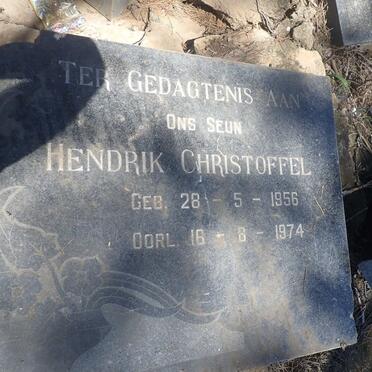 TER GEDAGTENIS AAN
ONS SEUN
HENDRIK CHRISTOFFEL
GEB. 28 - 5 - 1956
OORL. 16 - 8 - 1974